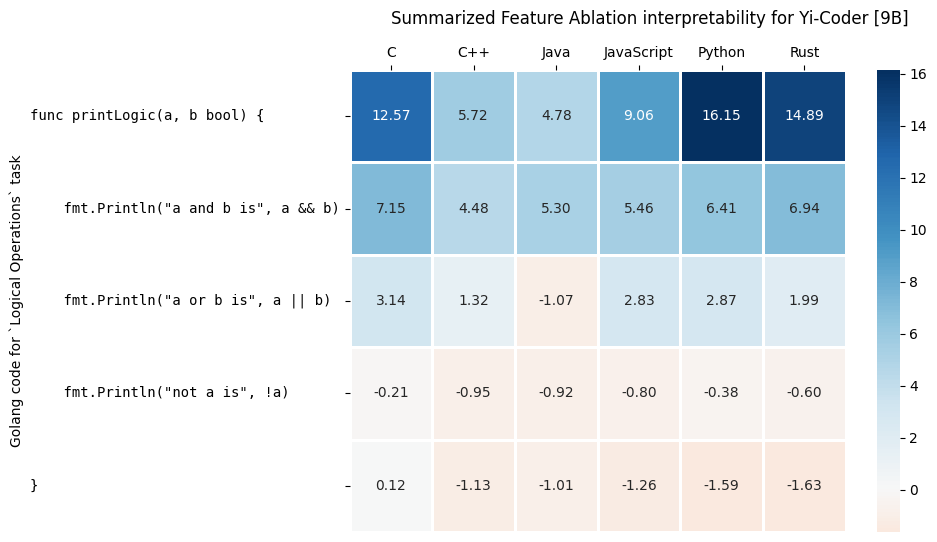 Summarized Feature Ablation interpretability for Yi-Coder [9B]
C C++ Java JavaScript Python Rust
func printLogic(a, b bool) { 12.57 5.72 4.78 9.06 16.15 14.89
fmt.Println("a and b is", a && b) 7.15 4.48 5.30 5.46 6.41 6.94
fmt.Println("a or b is", a || b) 3.14 1.32 -1.07 2.83 2.87 1.99
fmt.Println("not a is", !a) -0.21 -0.95 -0.92 -0.80 -0.38 -0.60
} 0.12 -1.13 -1.01 -1.26 -1.59 -1.63
Golang code for `Logical Operations` task
16
14
12
10
8
6
4
2
0